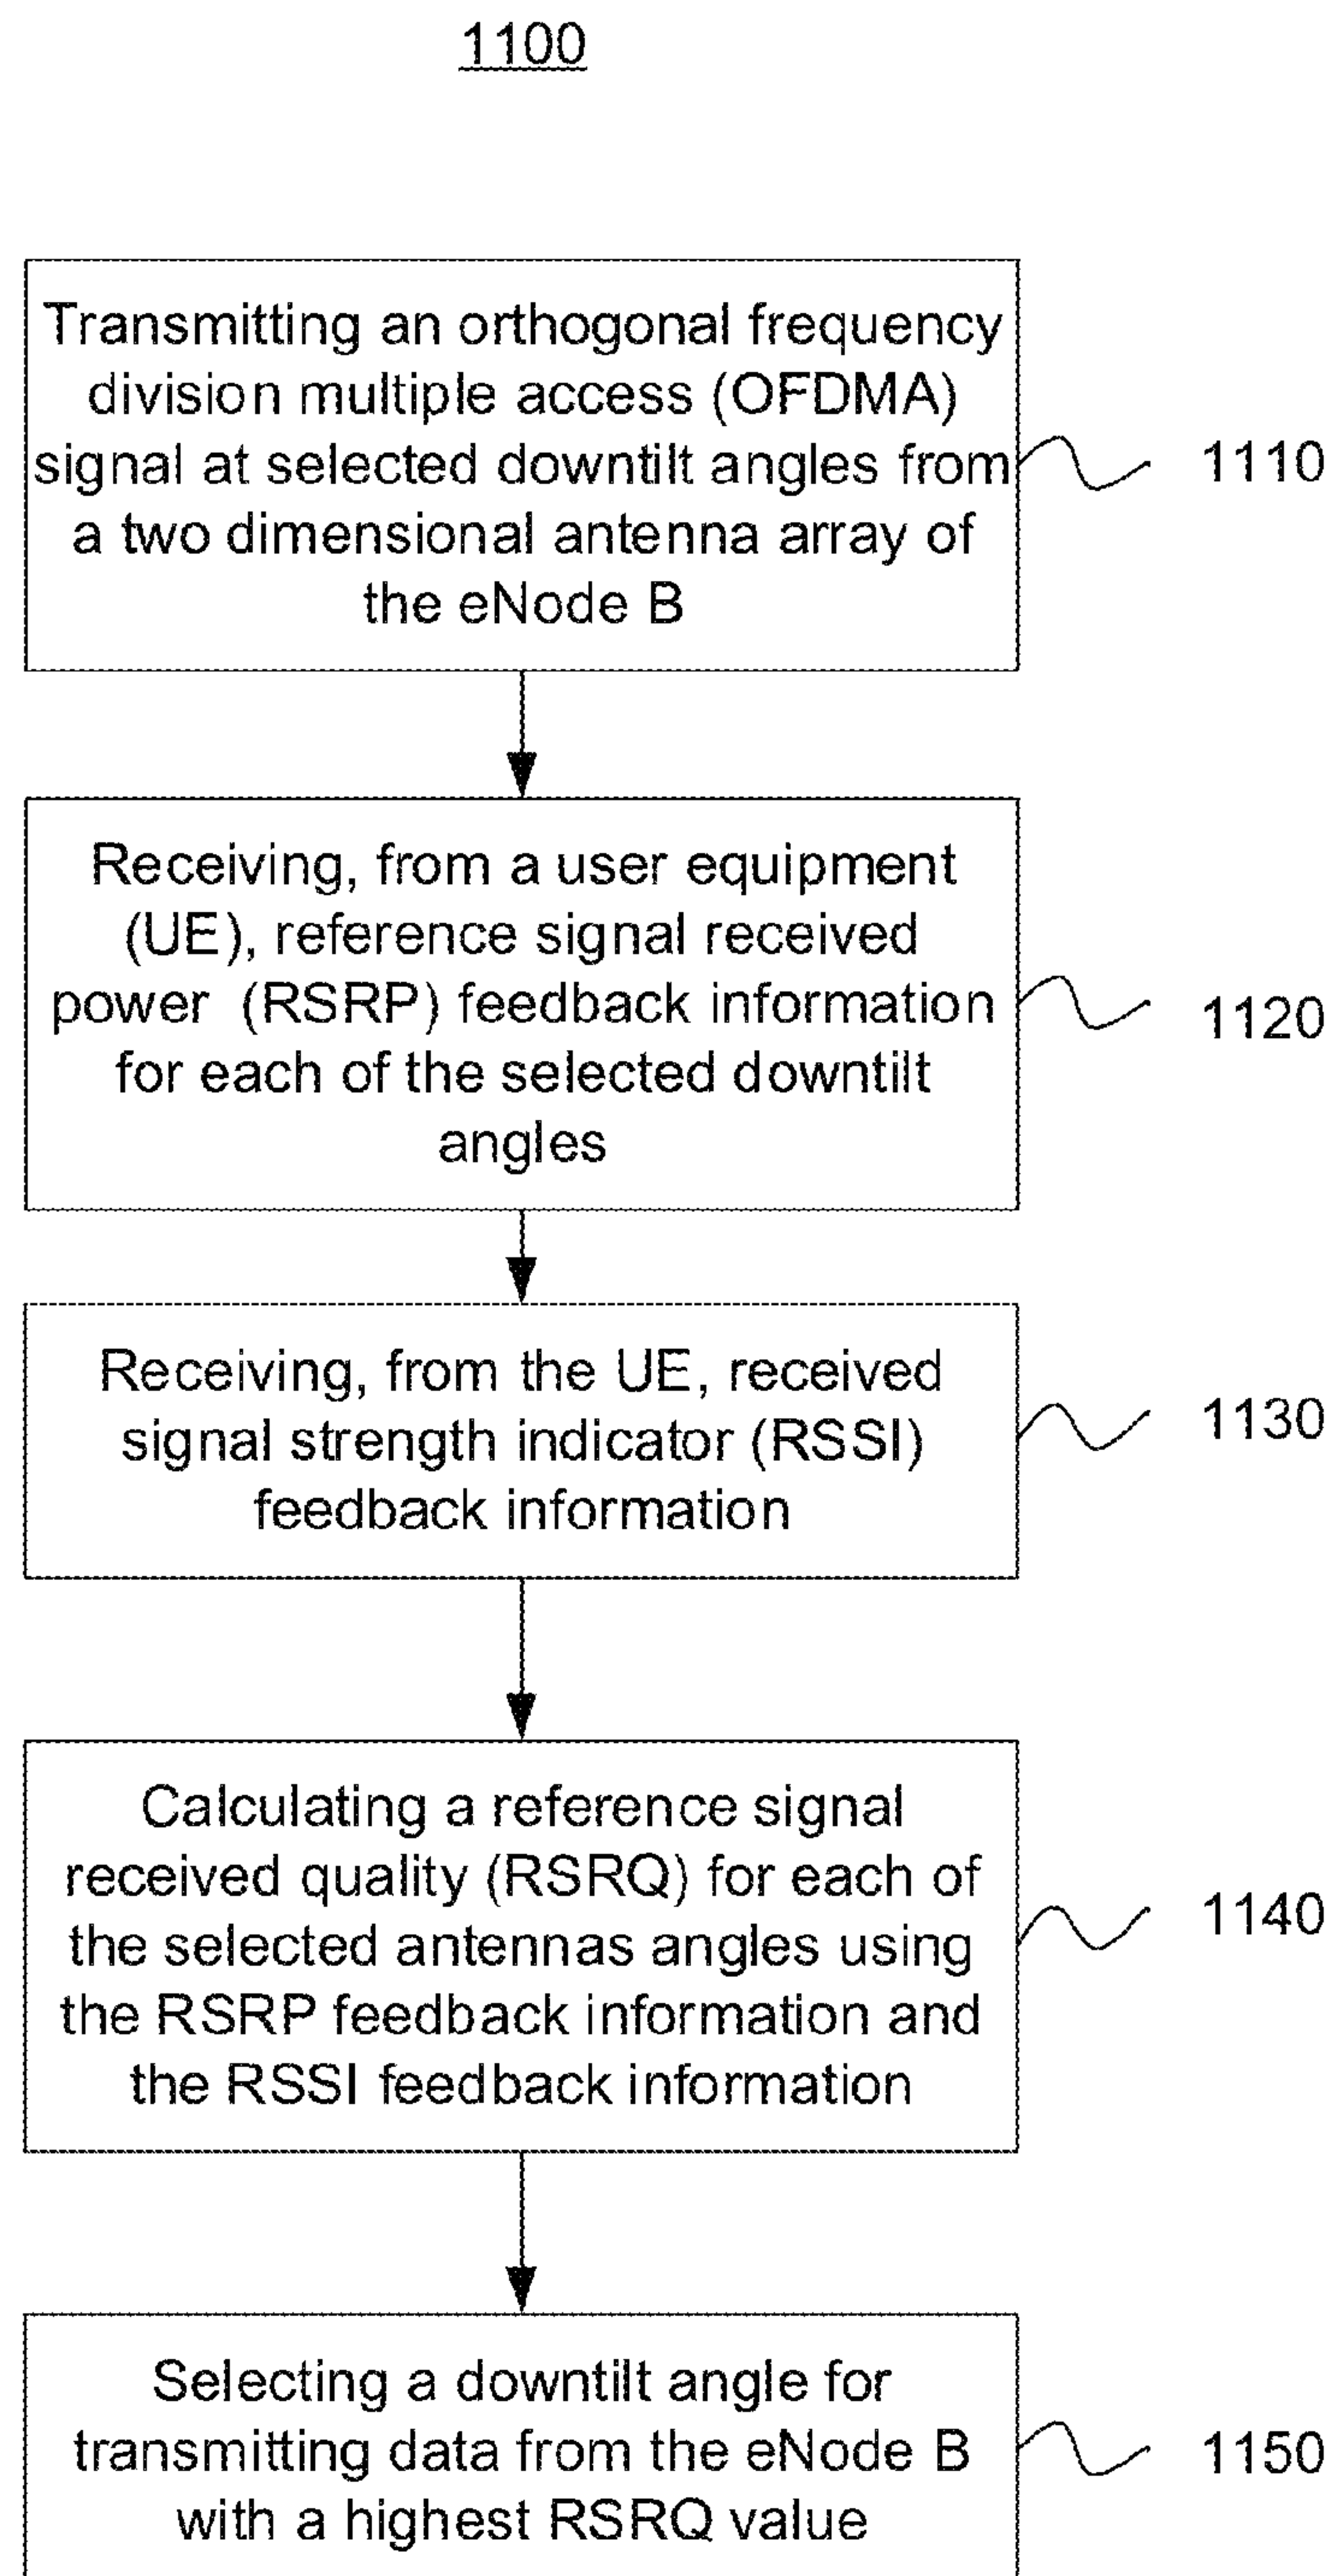 1100
Transmitting an orthogonal frequency
division multiple access (OFDMA)
signal at selected downtilt angles from
a two dimensional antenna array of
the eNode B
1110
Receiving, from a user equipment
(UE), reference signal received
power (RSRP) feedback information
for each of the selected downtilt
angles
1120
Receiving, from the UE, received
signal strength indicator (RSSI)
feedback information
1130
Calculating a reference signal
received quality (RSRQ) for each of
the selected antennas angles using
the RSRP feedback information and
the RSSI feedback information
1140
Selecting a downtilt angle for
transmitting data from the eNode B
with a highest RSRQ value
1150